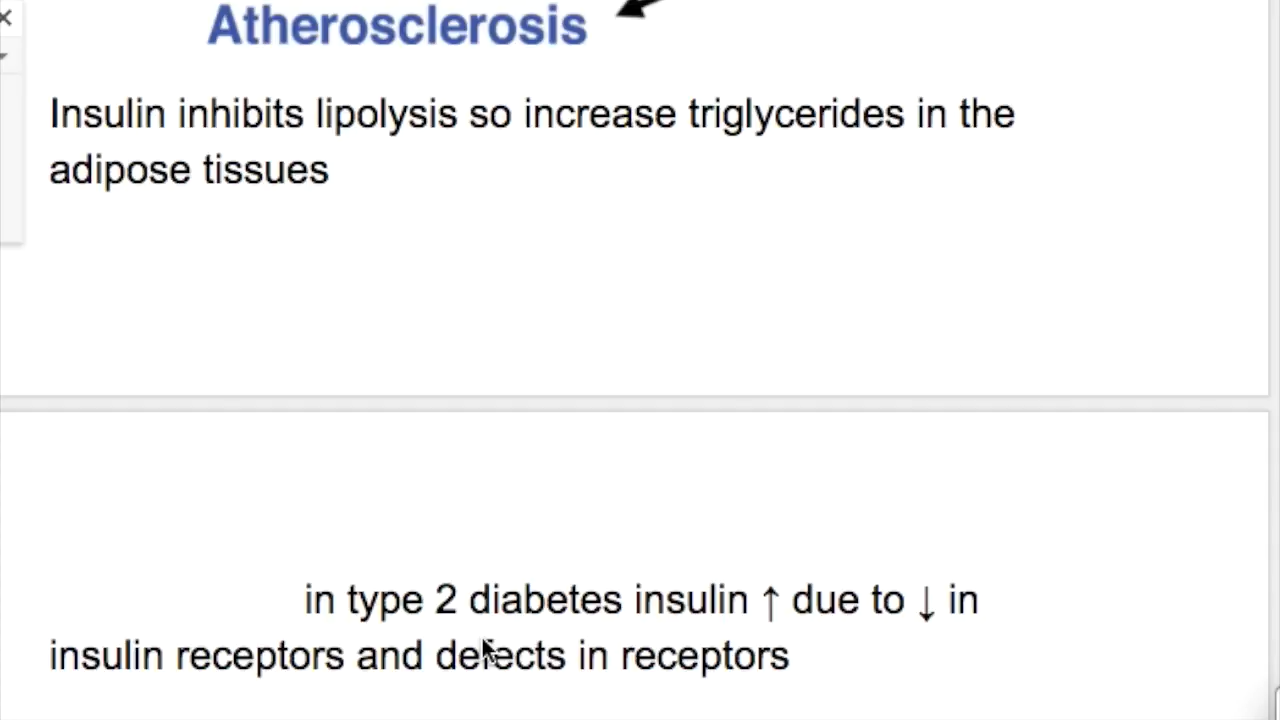 Atherosclerosis
Insulin inhibits lipolysis so increase triglycerides in the
adipose tissues
in type 2 diabetes insulin ↑ due to ↓ in
insulin receptors and defects in receptors